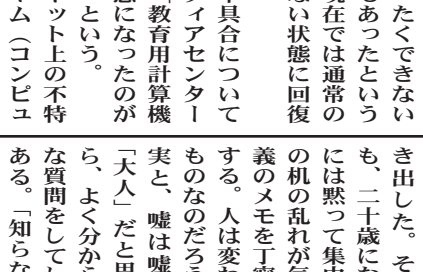 たくできない
もあったという
現在では通常の
ない状態に回復
不具合について
ィアセンター
「教育用計算機
態になったのが
という。
ット上の不特
ム（コンピュ
き出した。そ
も、二十歳にな
には黙って集中
の机の乱れが気
義のメモを丁寧
する。人は変わ
ものなのだろう
実と、嘘は嘘
「大人」だと思
ら、よく分から
な質問をしてし
ある。「知らな